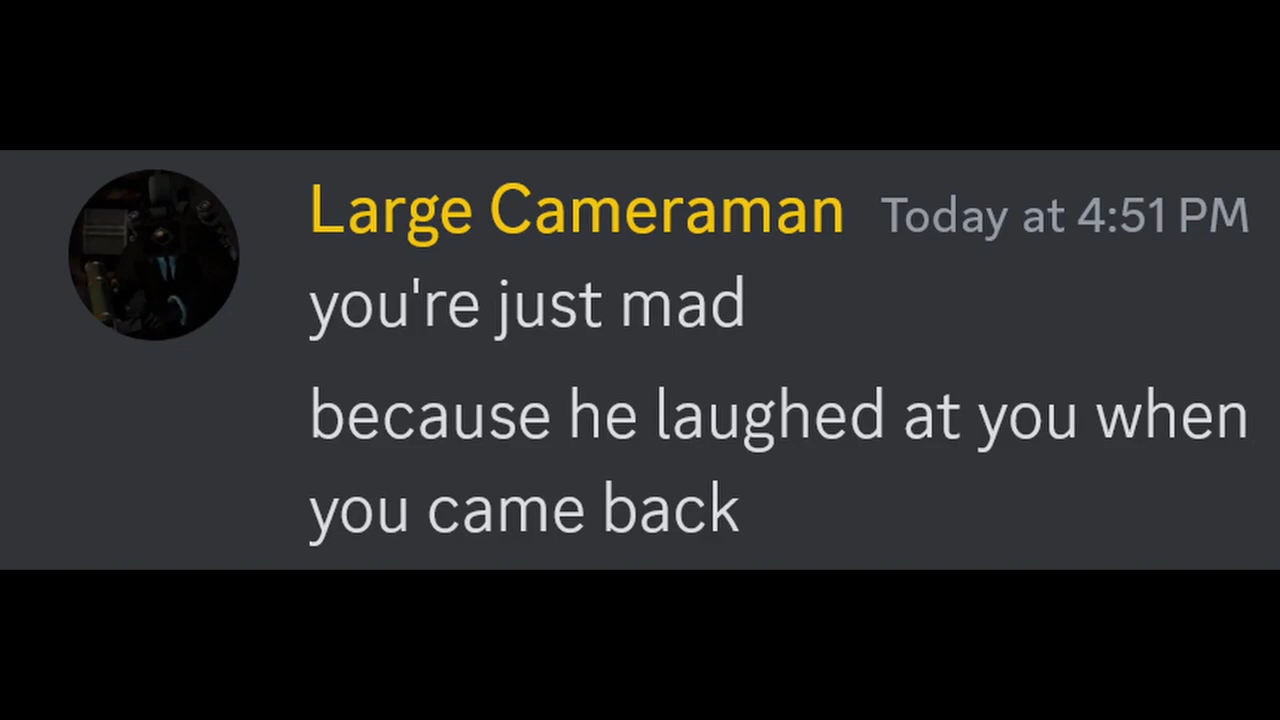 Large Cameraman Today at 4:51 PM
you're just mad
because he laughed at you when
you came back